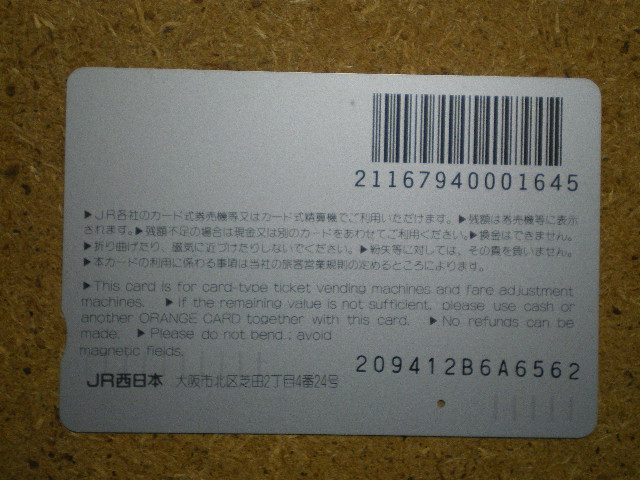 21167940001645
▶JR各社のカード式券売機等又はカード式精算機でご利用いただけます。▶残額は券売機等に表示
されます。▶残額不足の場合は現金又は別のカードをあわせてご利用ください。▶換金はできません。
▶折り曲げたり、磁気に近づけたりしないでください。▶紛失等に対しては、その責を負いません。
▶本カードの利用に係わる事項は当社の旅客営業規則の定めるところによります。
▶This card is for card-type ticket vending machines and fare adjustment
machines. ▶If the remaining value is not sufficient, please use cash or
another ORANGE CARD together with this card. ▶No refunds can be
made. ▶Please do not bend; avoid
magnetic fields.
209412B6A6562
JR西日本 大阪市北区芝田2丁目4番24号